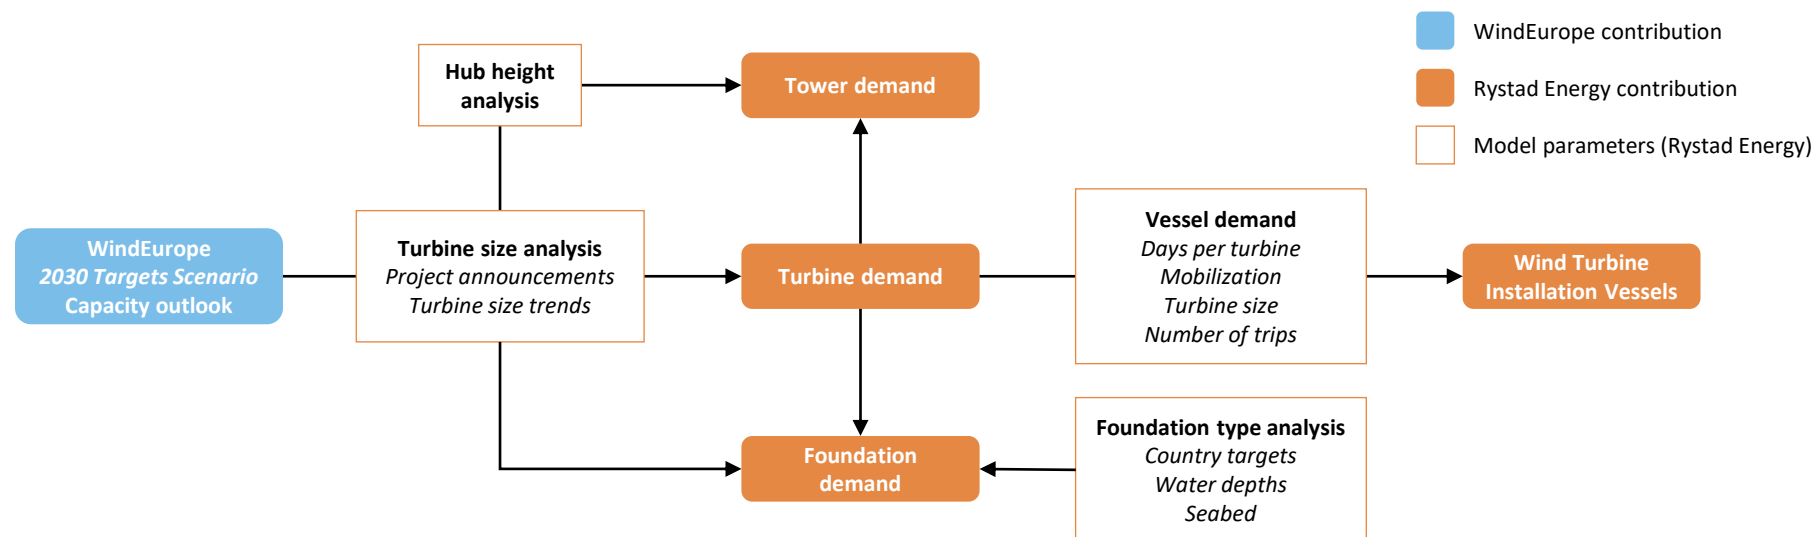 Hub height
analysis
Tower demand
WindEurope contribution
Rystad Energy contribution
Model parameters (Rystad Energy)
WindEurope
2030 Targets Scenario
Capacity outlook
Turbine size analysis
Project announcements
Turbine size trends
Turbine demand
Vessel demand
Days per turbine
Mobilization
Turbine size
Number of trips
Wind Turbine
Installation Vessels
Foundation
demand
Foundation type analysis
Country targets
Water depths
Seabed